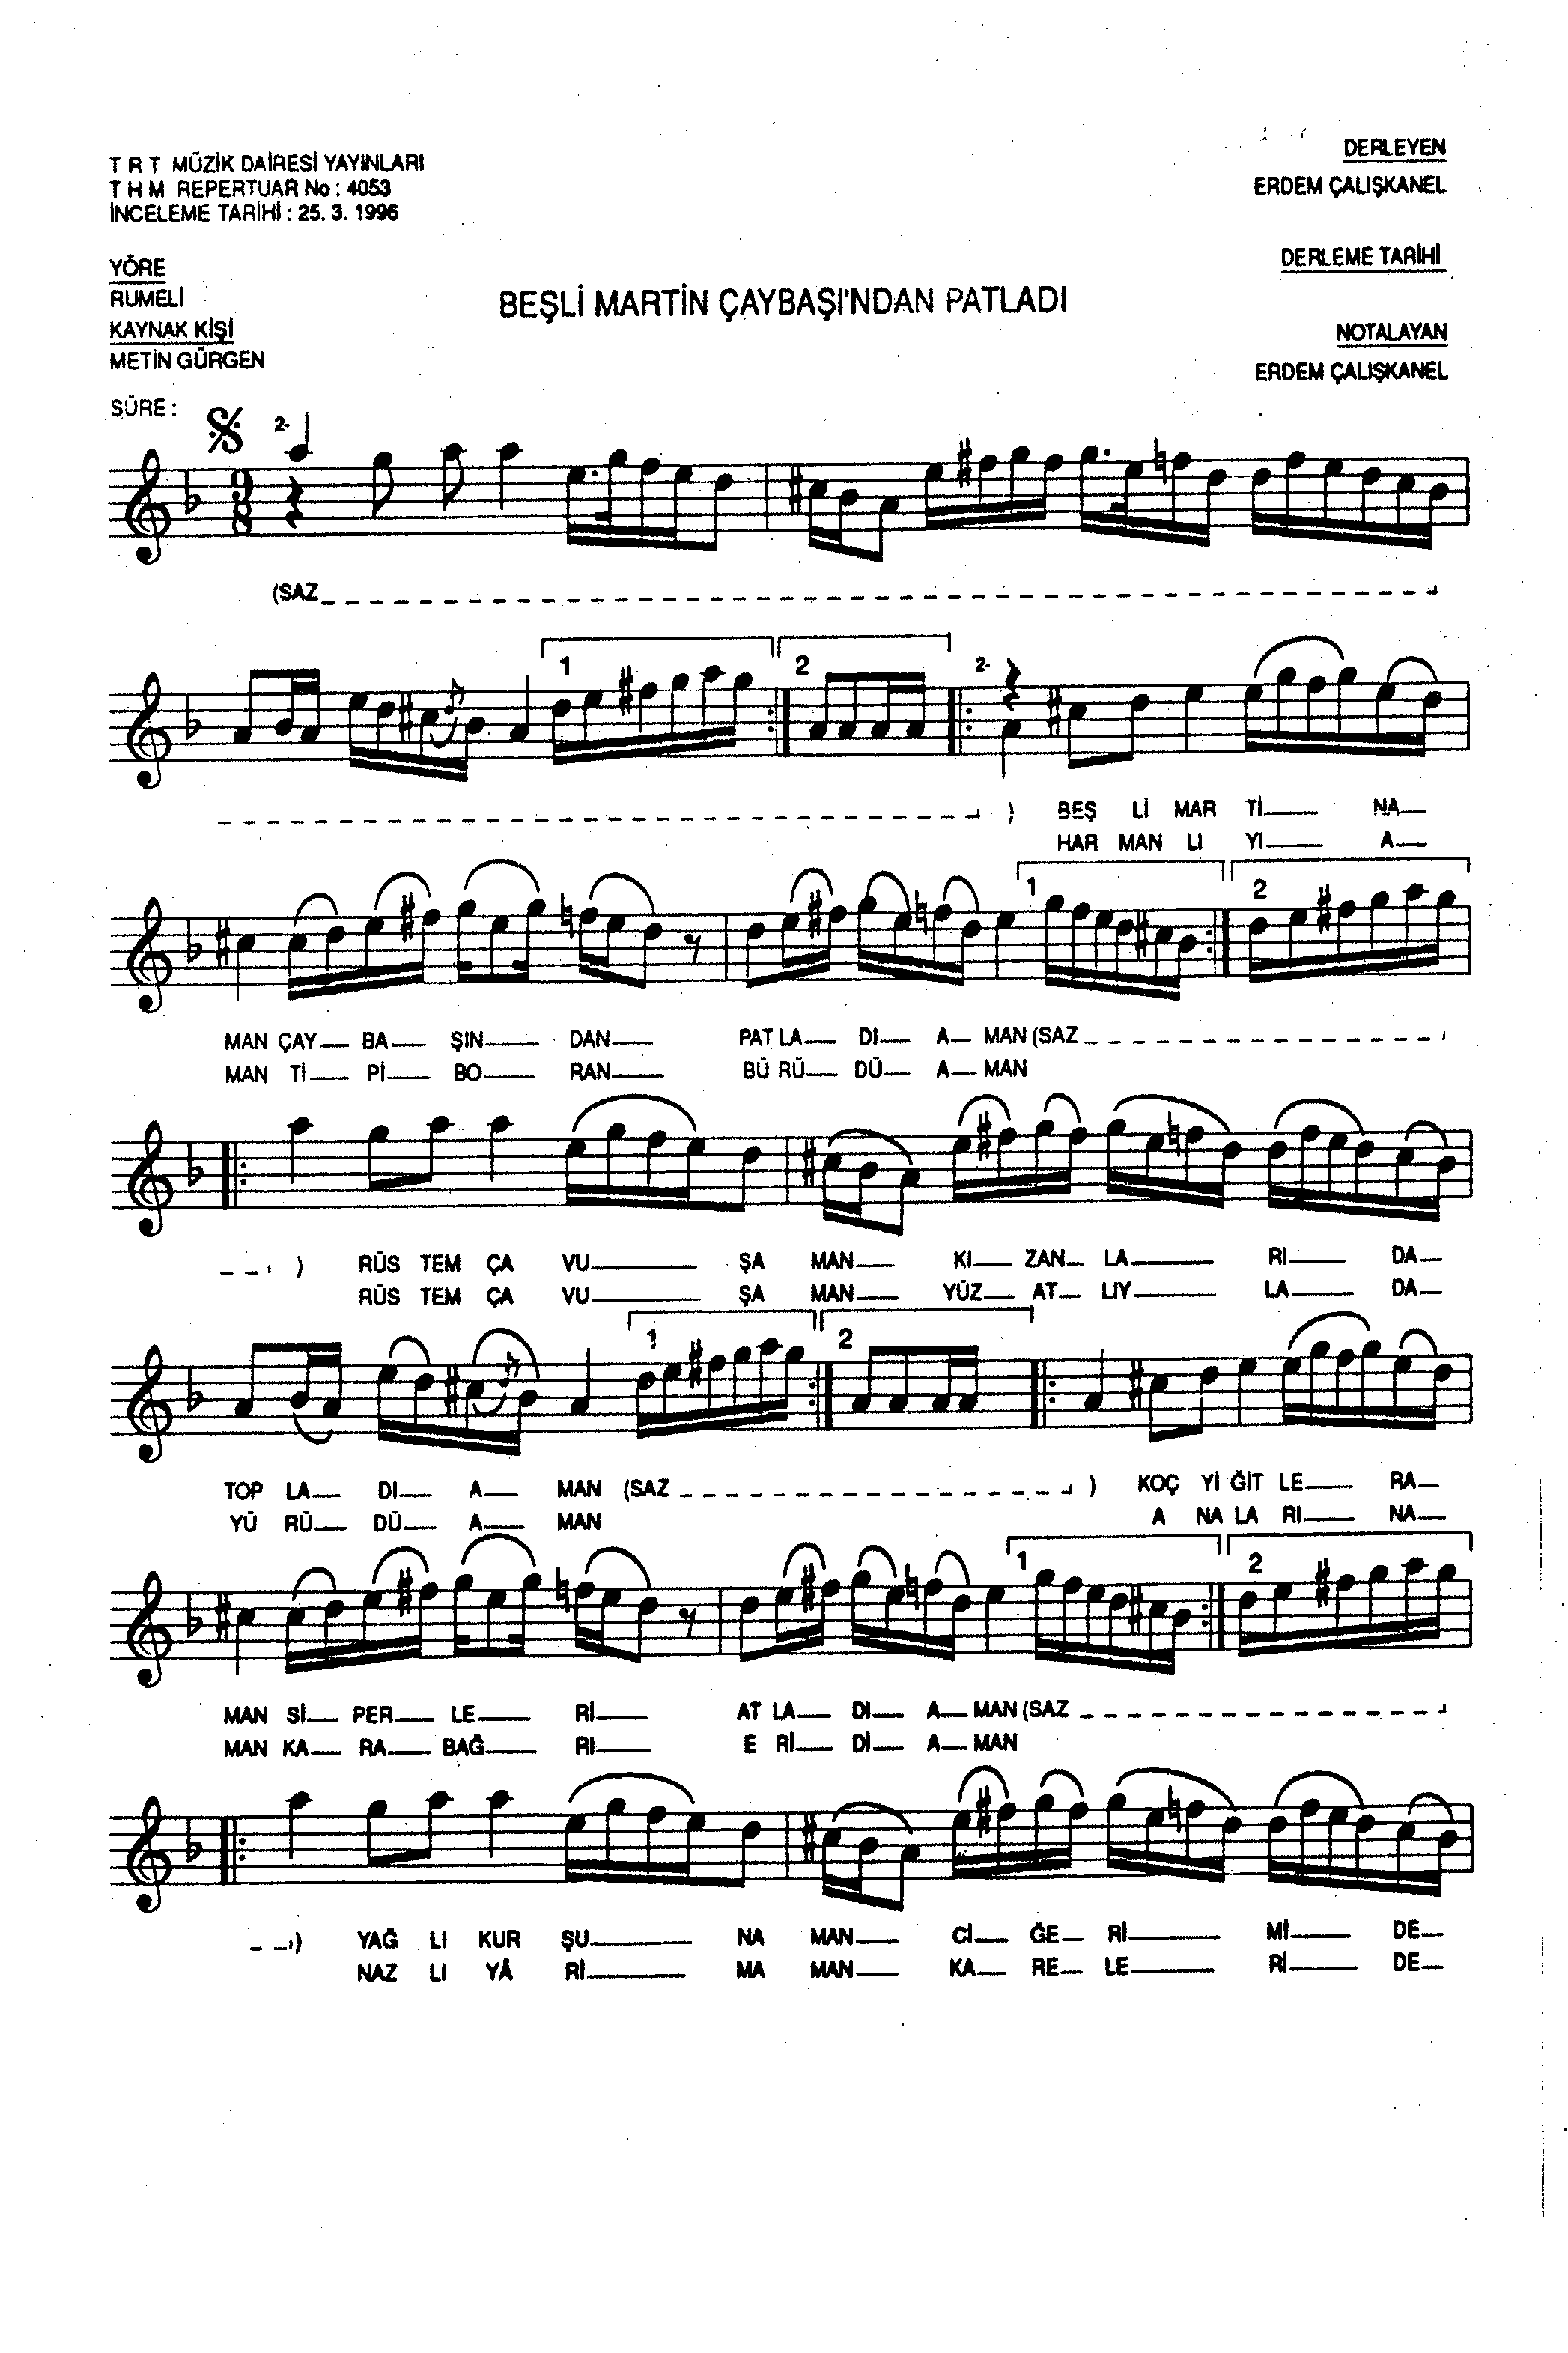 T R T MÜZİK DAİRESİ YAYINLARI
T H M REPERTUAR No : 4053
İNCELEME TARİHİ : 25. 3. 1996
DERLEYEN
ERDEM ÇALIŞKANEL
YÖRE
RUMELİ
KAYNAK KİŞİ
METİN GÜRGEN
DERLEME TARİHİ
BEŞLİ MARTİN ÇAYBAŞI'NDAN PATLADI
NOTALAYAN
ERDEM ÇALIŞKANEL
SÜRE :
2-
9 8
(SAZ
1 2 2-
) BEŞ Lİ MAR Tİ NA
HAR MAN LI YI A
1 2
MAN ÇAY BA ŞIN DAN PAT LA DI A MAN (SAZ
MAN Tİ Pİ BO RAN BÜ RÜ DÜ A MAN
) RÜS TEM ÇA VU ŞA MAN KI ZAN LA RI DA
RÜS TEM ÇA VU ŞA MAN YÜZ AT LIY LA DA
1 2
TOP LA DI A MAN (SAZ ) KOÇ Yİ ĞİT LE RA
YÜ RÜ DÜ A MAN A NA LA RI NA
1 2
MAN Sİ PER LE Rİ AT LA DI A MAN (SAZ
MAN KA RA BAĞ RI E Rİ Dİ A MAN
) YAĞ LI KUR ŞU NA MAN Cİ ĞE Rİ Mİ DE
NAZ LI YÂ Rİ MA MAN KA RE LE Rİ DE